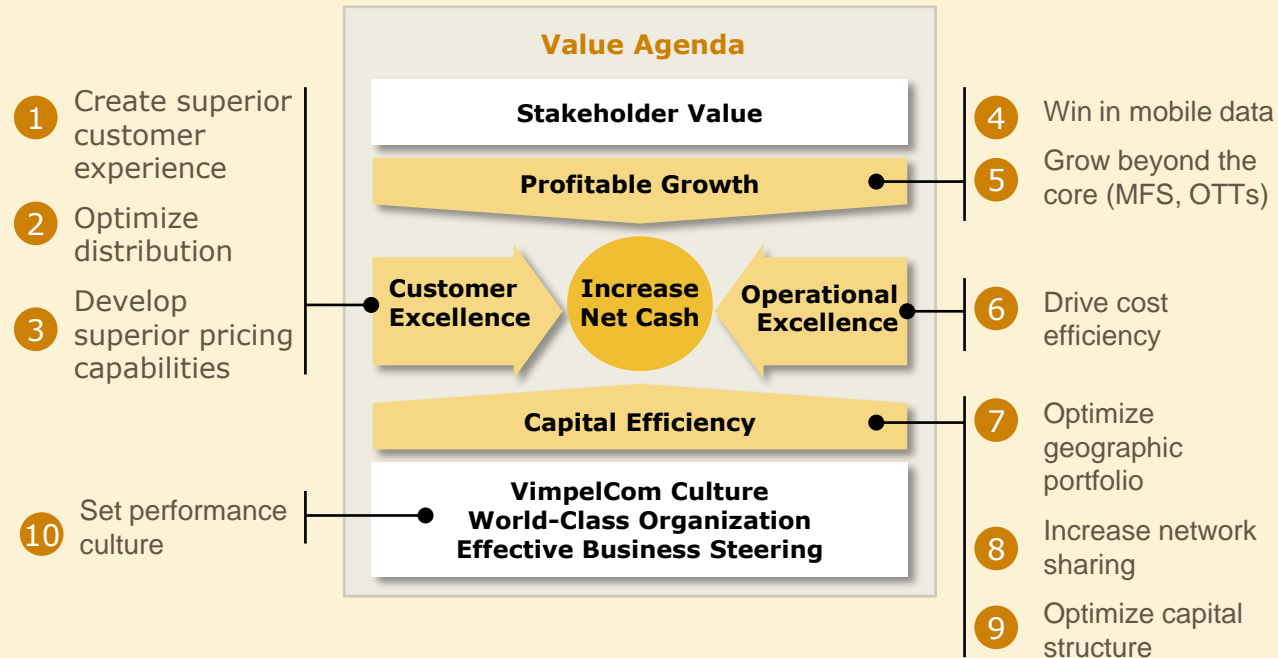 Value Agenda
Stakeholder Value
Profitable Growth
Customer
Excellence
Increase
Net Cash
Operational
Excellence
Capital Efficiency
VimpelCom Culture
World-Class Organization
Effective Business Steering
1
Create superior
customer
experience
2
Optimize
distribution
3
Develop
superior pricing
capabilities
4
Win in mobile data
5
Grow beyond the
core (MFS, OTTs)
6
Drive cost
efficiency
7
Optimize
geographic
portfolio
8
Increase network
sharing
9
Optimize capital
structure
10
Set performance
culture